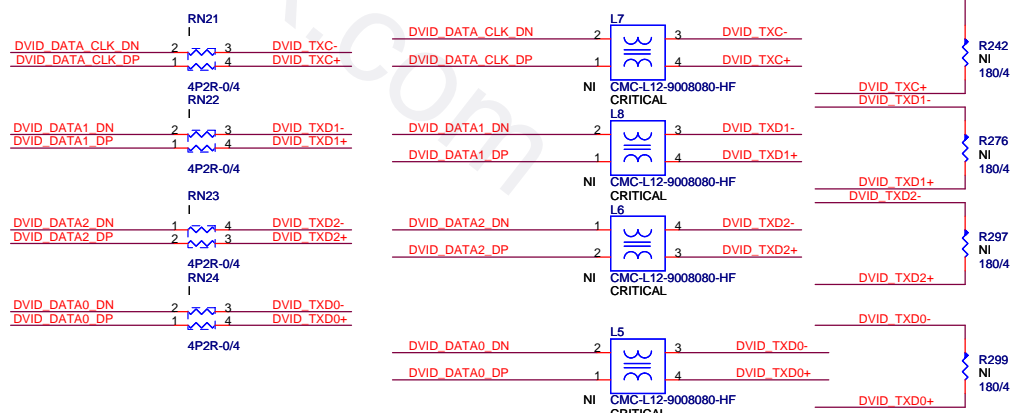 RN21
I
DVID_DATA_CLK_DN 2 3 DVID_TXC-
DVID_DATA_CLK_DP 1 4 DVID_TXC+
4P2R-0/4
RN22
I
DVID_DATA1_DN 2 3 DVID_TXD1-
DVID_DATA1_DP 1 4 DVID_TXD1+
4P2R-0/4
RN23
I
DVID_DATA2_DN 1 4 DVID_TXD2-
DVID_DATA2_DP 2 3 DVID_TXD2+
4P2R-0/4
RN24
I
DVID_DATA0_DN 2 3 DVID_TXD0-
DVID_DATA0_DP 1 4 DVID_TXD0+
4P2R-0/4
L7
DVID_DATA_CLK_DN 2 3 DVID_TXC-
DVID_DATA_CLK_DP 1 4 DVID_TXC+
NI CMC-L12-9008080-HF
CRITICAL
L8
DVID_DATA1_DN 2 3 DVID_TXD1-
DVID_DATA1_DP 1 4 DVID_TXD1+
NI CMC-L12-9008080-HF
CRITICAL
L6
DVID_DATA2_DN 1 4 DVID_TXD2-
DVID_DATA2_DP 2 3 DVID_TXD2+
NI CMC-L12-9008080-HF
CRITICAL
L5
DVID_DATA0_DN 2 3 DVID_TXD0-
DVID_DATA0_DP 1 4 DVID_TXD0+
NI CMC-L12-9008080-HF
CRITICAL
R242
NI
180/4
DVID_TXC+
DVID_TXD1-
R276
NI
180/4
DVID_TXD1+
DVID_TXD2-
R297
NI
180/4
DVID_TXD2+
DVID_TXD0-
R299
NI
180/4
DVID_TXD0+
.com